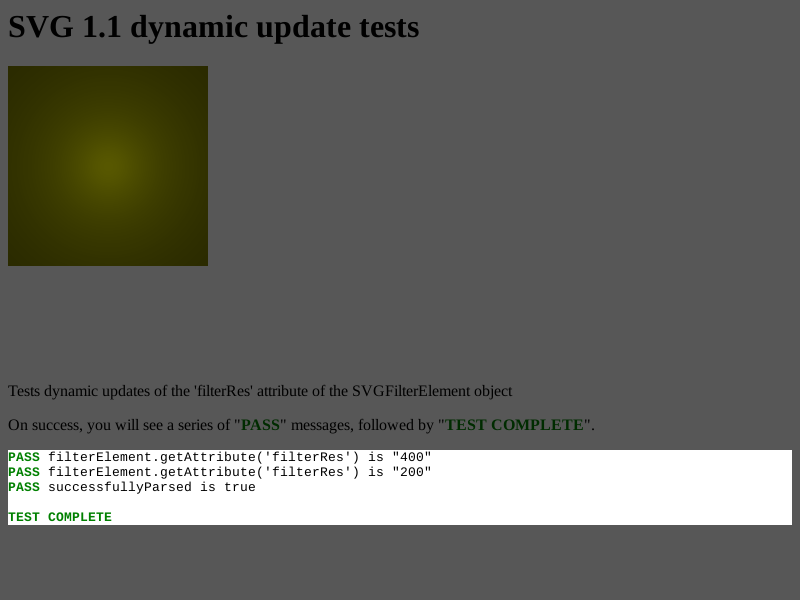 SVG 1.1 dynamic update tests
Tests dynamic updates of the 'filterRes' attribute of the SVGFilterElement object
On success, you will see a series of "PASS" messages, followed by "TEST COMPLETE".
PASS filterElement.getAttribute('filterRes') is "400"
PASS filterElement.getAttribute('filterRes') is "200"
PASS successfullyParsed is true
TEST COMPLETE